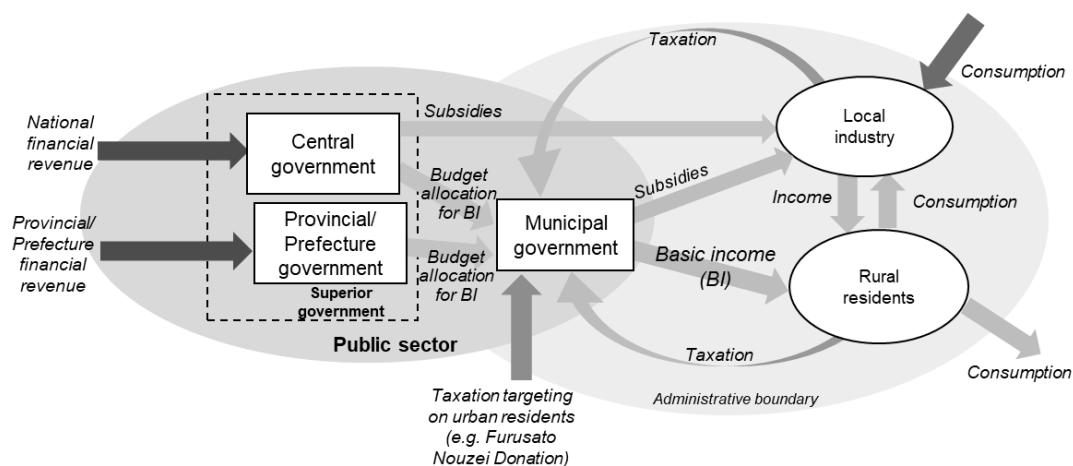 Taxation
Consumption
National
financial
revenue
Central
government
Subsidies
Local
industry
Budget
allocation
for BI
Subsidies
Income
Consumption
Provincial/
Prefecture
financial
revenue
Provincial/
Prefecture
government
Superior
government
Budget
allocation
for BI
Municipal
government
Basic income
(BI)
Rural
residents
Public sector
Taxation
Consumption
Administrative boundary
Taxation targeting
on urban residents
(e.g. Furusato
Nouzei Donation)